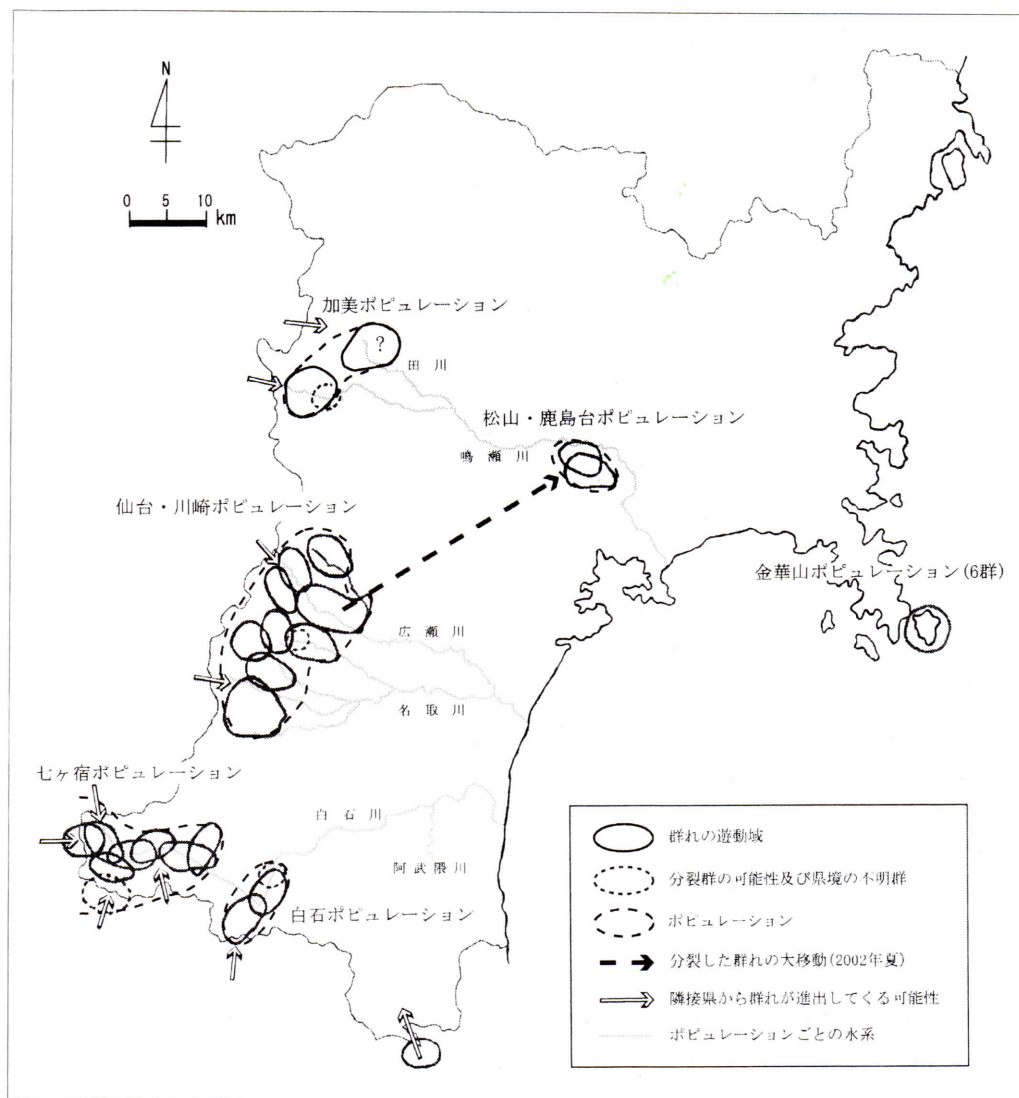 N
0 5 10
km
加美ポピュレーション
?
田川
松山・鹿島台ポピュレーション
鳴瀬川
仙台・川崎ポピュレーション
金華山ポピュレーション(6群)
広瀬川
名取川
七ヶ宿ポピュレーション
白石川
阿武隈川
白石ポピュレーション
群れの遊動域
分裂群の可能性及び県境の不明群
ポピュレーション
分裂した群れの大移動(2002年夏)
隣接県から群れが進出してくる可能性
ポピュレーションごとの水系